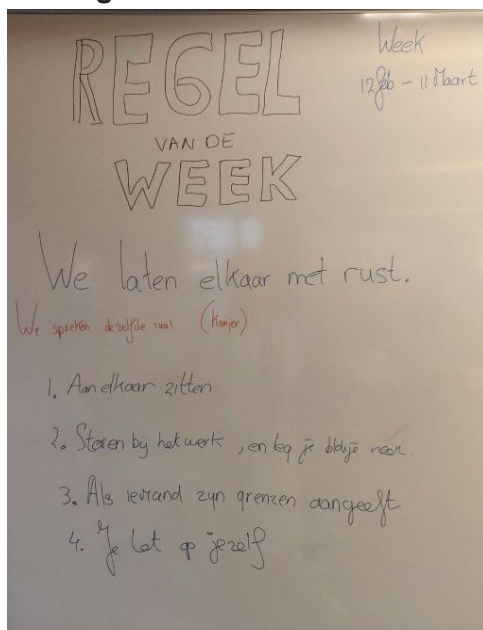 REGEL
VAN DE
WEEK
Week
12 feb - 11 Maart
We laten elkaar met rust.
We spreken dezelfde taal (Kanjer)
1. Aan elkaar zitten
2. Storen bij het werk, en leg je neer.
3. Als iemand zijn grenzen aangeeft
4. Je let op jezelf